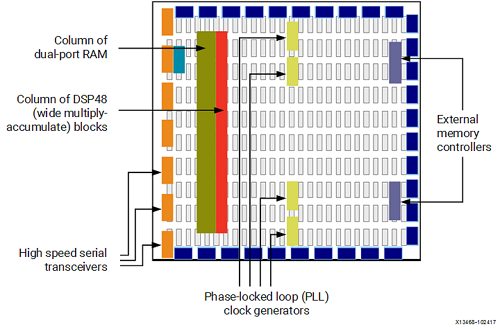 Column of
dual-port RAM
Column of DSP48
(wide multiply-
accumulate) blocks
External
memory
controllers
High speed serial
transceivers
Phase-locked loop (PLL)
clock generators
X13468-102417